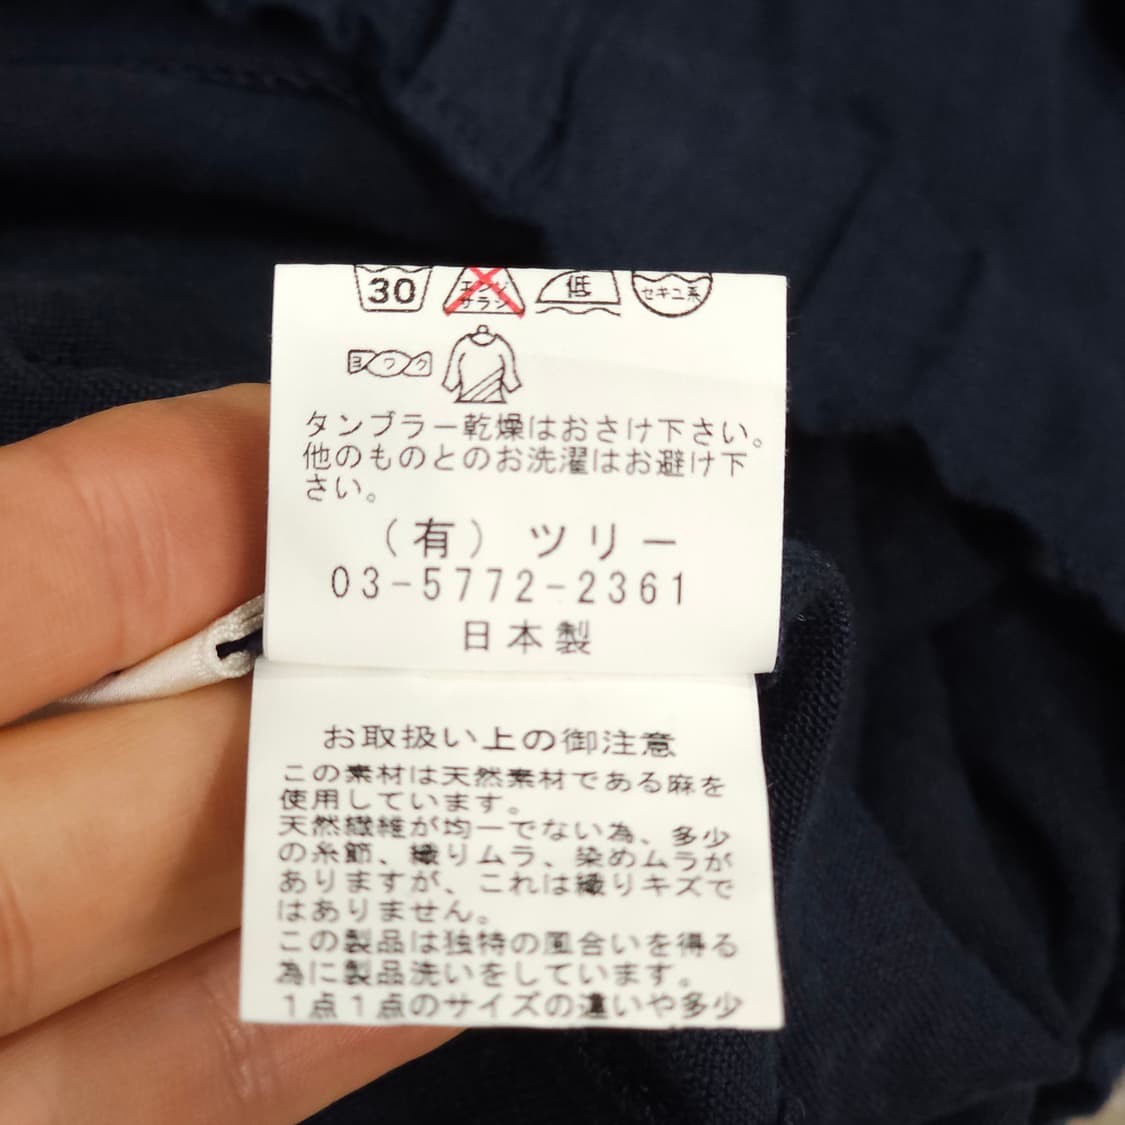 30
エンソ
サラシ
低
セキユ系
ヨワク
タンブラー乾燥はおさけ下さい。
他のものとのお洗濯はお避け下
さい。
（有）ツリー
03-5772-2361
日本製
お取扱い上の御注意
この素材は天然素材である麻を
使用しています。
天然繊維が均一でない為、多少
の糸節、織りムラ、染めムラが
ありますが、これは織りキズで
はありません。
この製品は独特の風合いを得る
為に製品洗いをしています。
１点１点のサイズの違いや多少